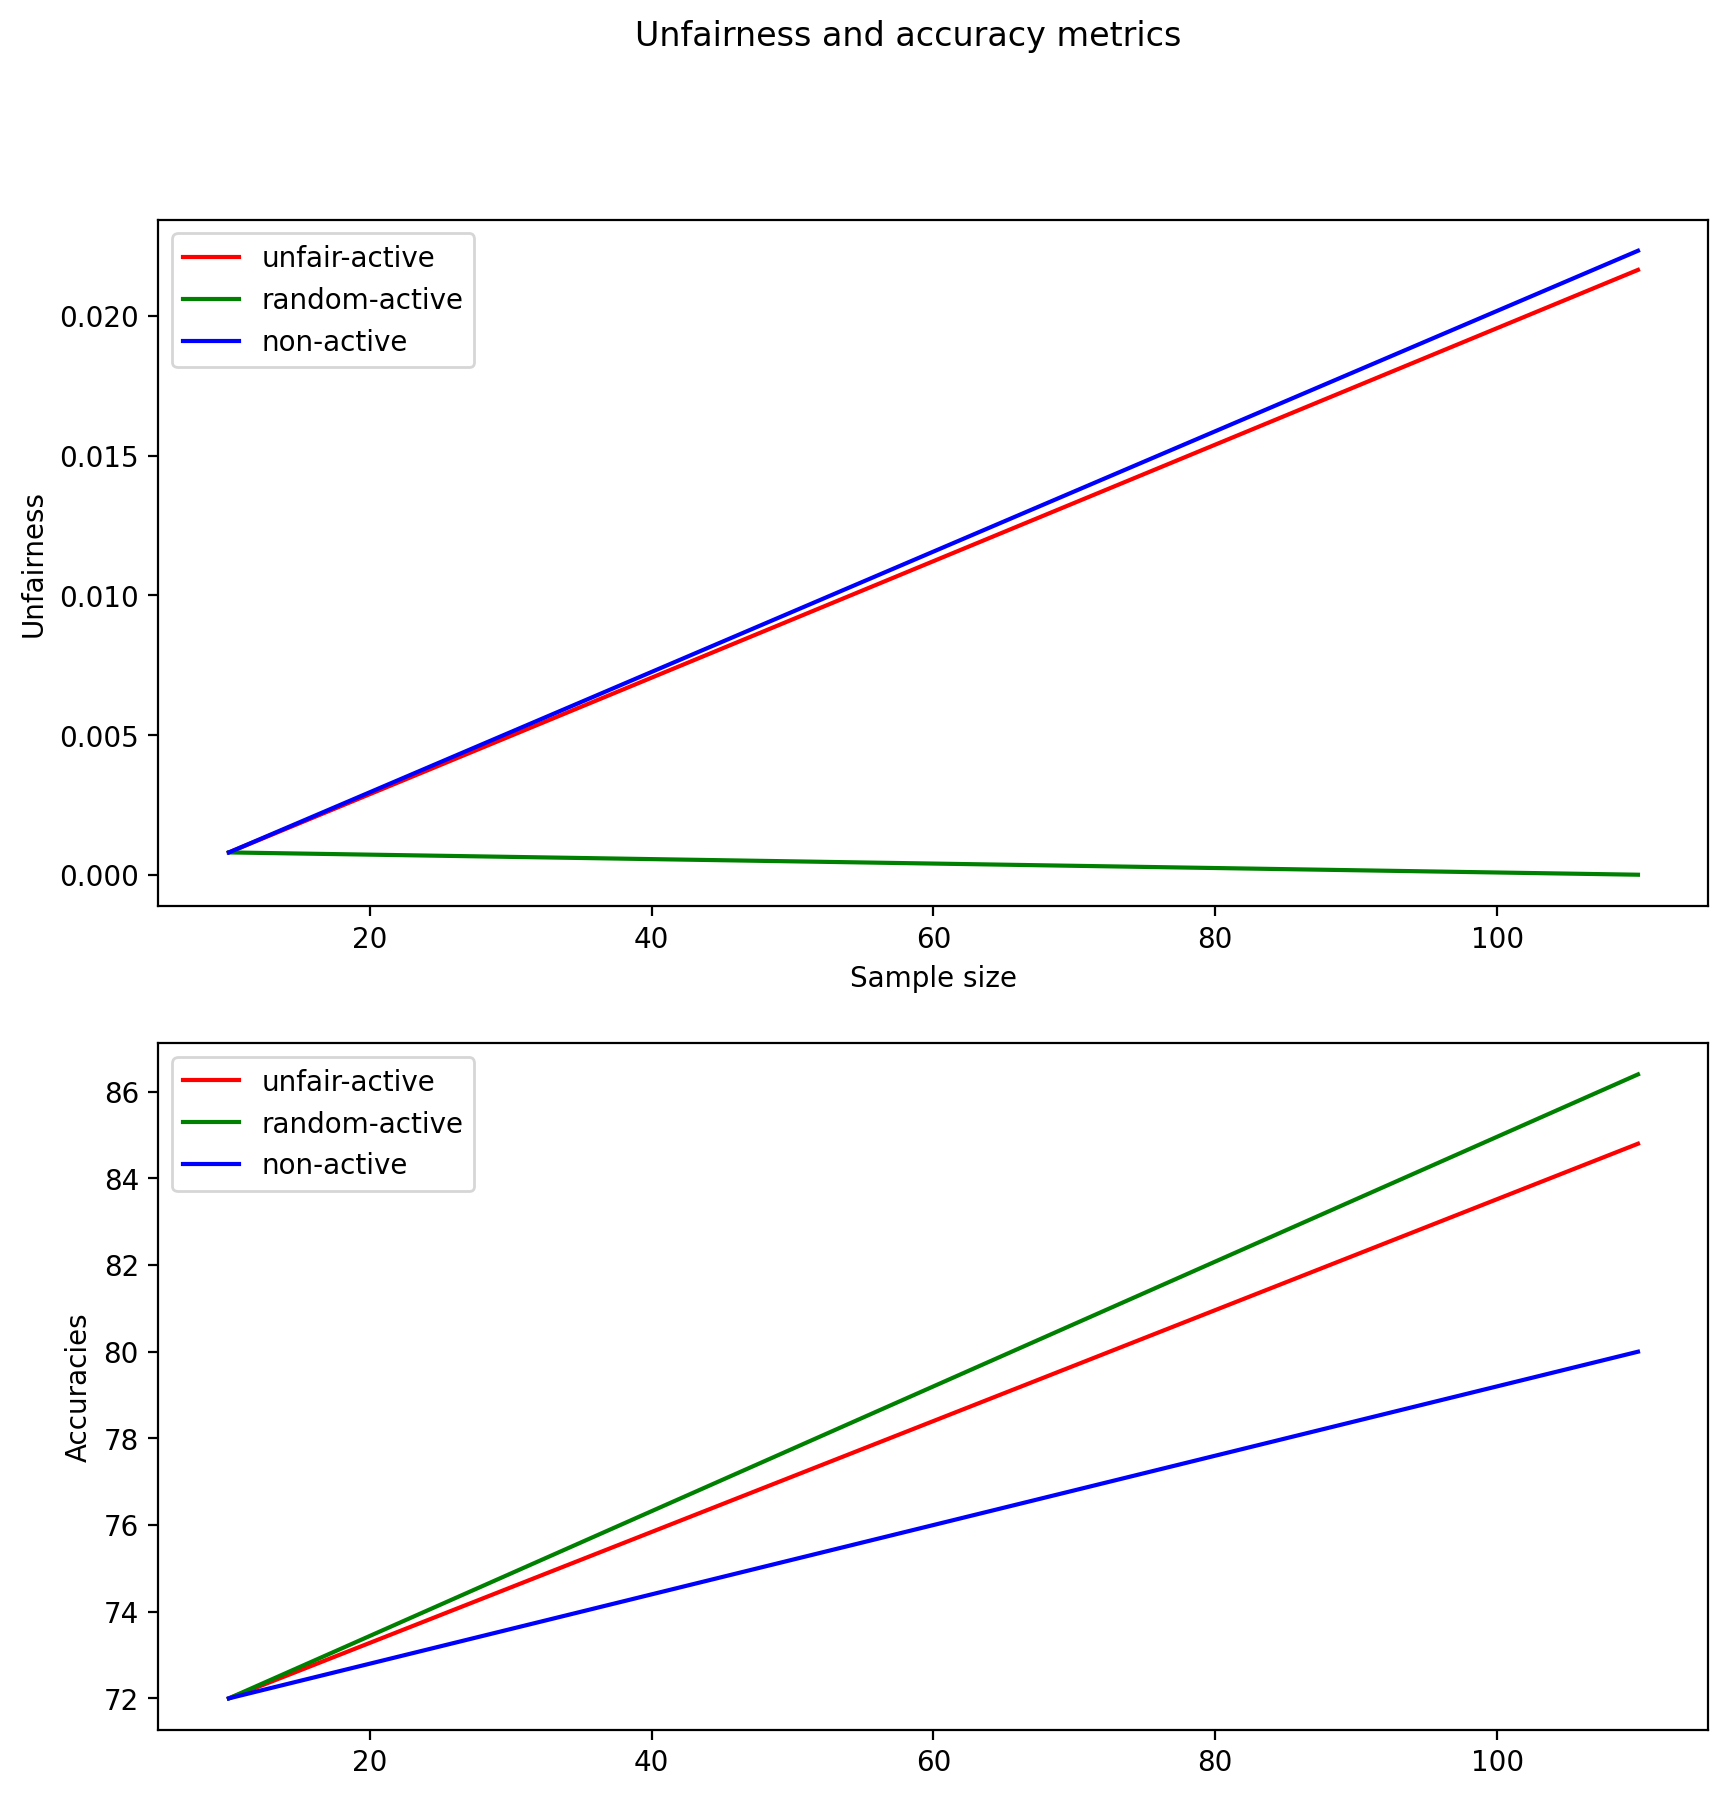 Unfairness and accuracy metrics
unfair-active
random-active
non-active
0.020
0.015
0.010
0.005
0.000
Unfairness
20 40 60 80 100
Sample size
unfair-active
random-active
non-active
86
84
82
80
78
76
74
72
Accuracies
20 40 60 80 100